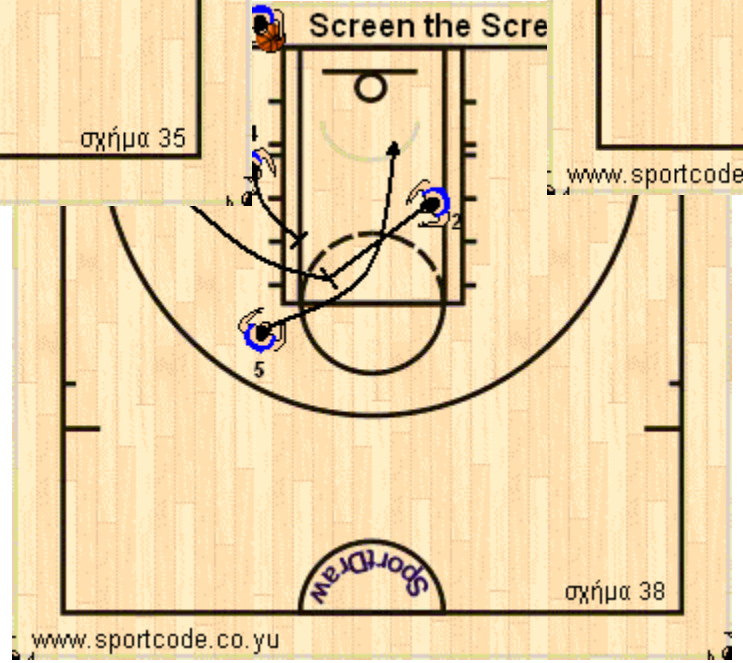 Screen the Scre
σχήμα 35
www.sportcode
4
2
5
SportDraw
σχήμα 38
www.sportcode.co.yu